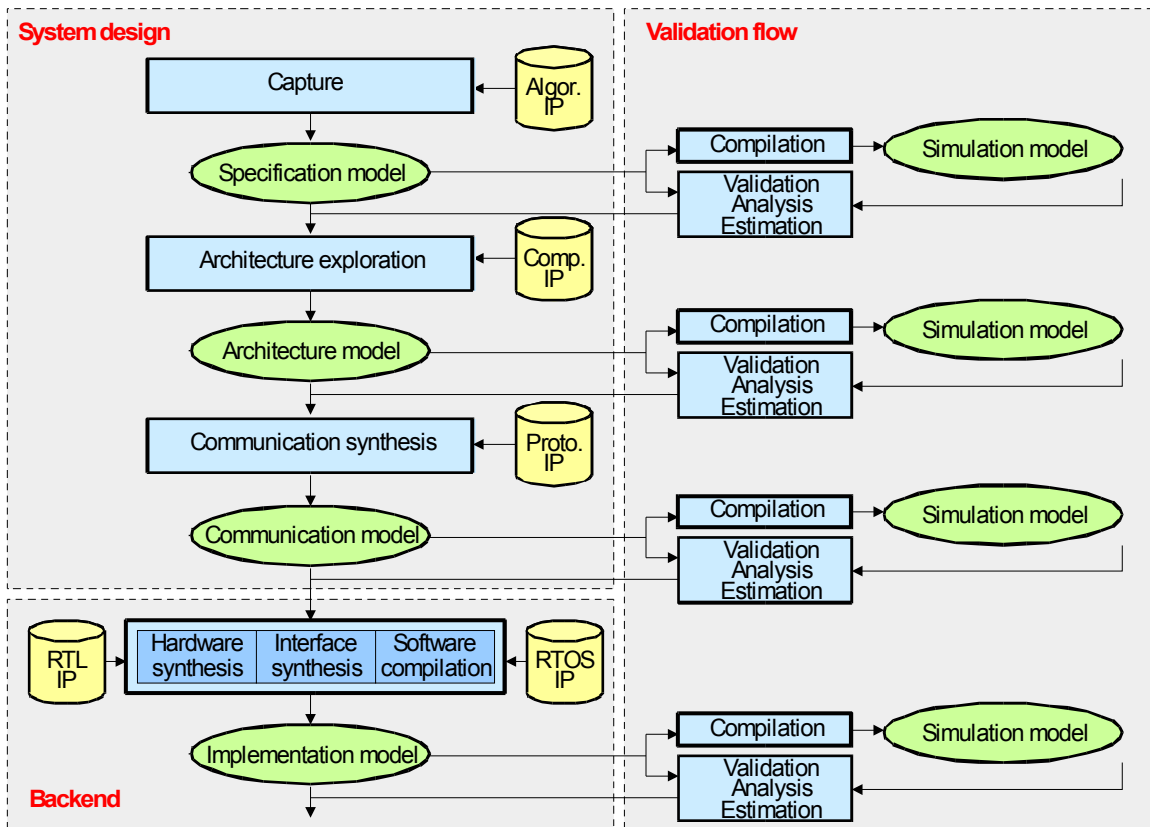 System design
Validation flow
Capture
Algor.
IP
Specification model
Compilation
Simulation model
Validation
Analysis
Estimation
Architecture exploration
Comp.
IP
Architecture model
Compilation
Simulation model
Validation
Analysis
Estimation
Communication synthesis
Proto.
IP
Communication model
Compilation
Simulation model
Validation
Analysis
Estimation
RTL
IP
Hardware
synthesis
Interface
synthesis
Software
compilation
RTOS
IP
Implementation model
Compilation
Simulation model
Validation
Analysis
Estimation
Backend